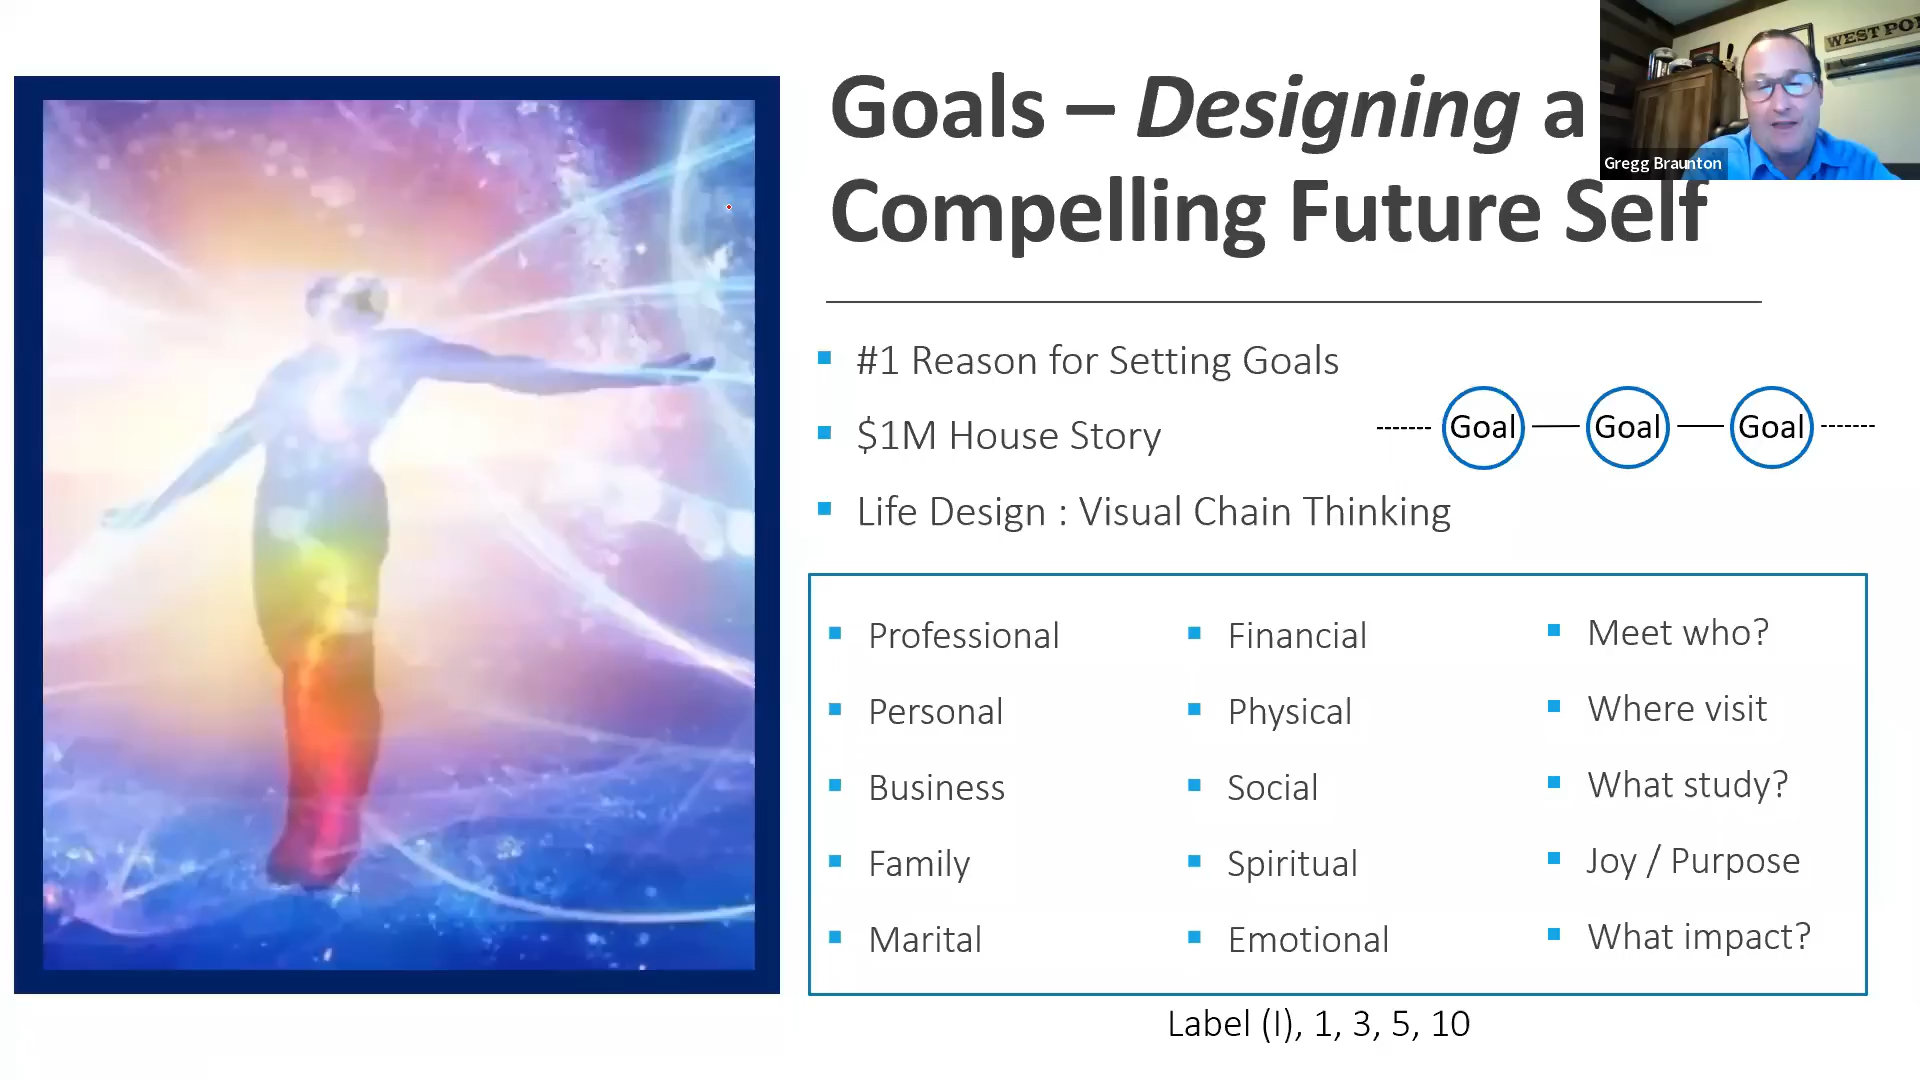 Goals – Designing a
Compelling Future Self
WEST PO
Gregg Braunton
#1 Reason for Setting Goals
$1M House Story
Life Design : Visual Chain Thinking
Goal
Goal
Goal
Professional
Personal
Business
Family
Marital
Financial
Physical
Social
Spiritual
Emotional
Meet who?
Where visit
What study?
Joy / Purpose
What impact?
Label (I), 1, 3, 5, 10